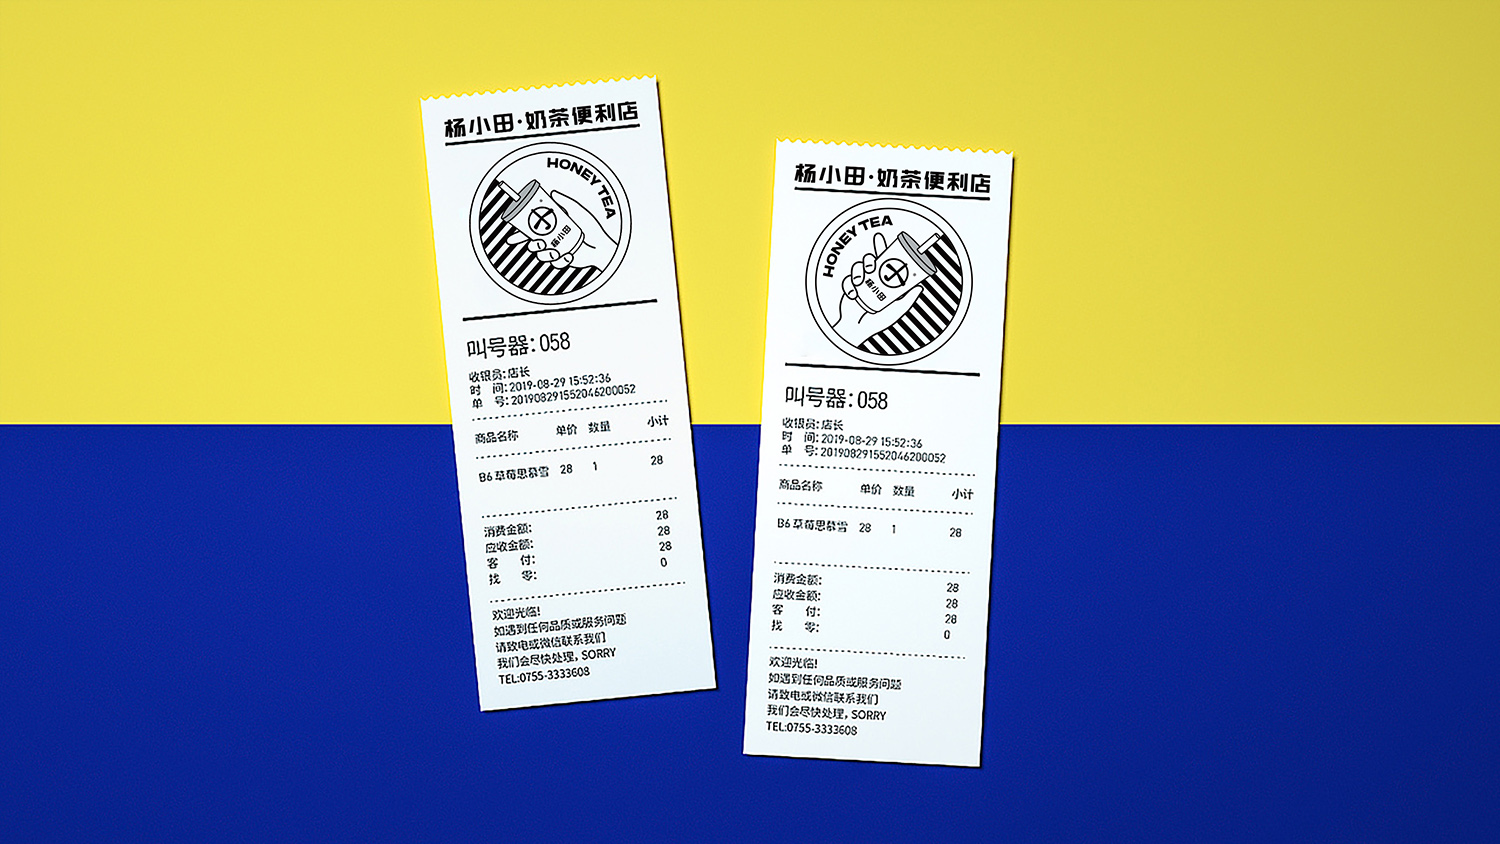 杨小田·奶茶便利店
HONEY TEA
杨小田
叫号器:058
收银员:店长
时 间:2019-08-29 15:52:36
单 号:201908291552046200052
商品名称 单价 数量 小计
B6 草莓思慕雪 28 1 28
消费金额: 28
应收金额: 28
客 付: 28
找 零: 0
欢迎光临!
如遇到任何品质或服务问题
请致电或微信联系我们
我们会尽快处理, SORRY
TEL:0755-3333608
杨小田·奶茶便利店
HONEY TEA
杨小田
叫号器:058
收银员:店长
时 间:2019-08-29 15:52:36
单 号:201908291552046200052
商品名称 单价 数量 小计
B6 草莓思慕雪 28 1 28
消费金额: 28
应收金额: 28
客 付: 28
找 零: 0
欢迎光临!
如遇到任何品质或服务问题
请致电或微信联系我们
我们会尽快处理, SORRY
TEL:0755-3333608